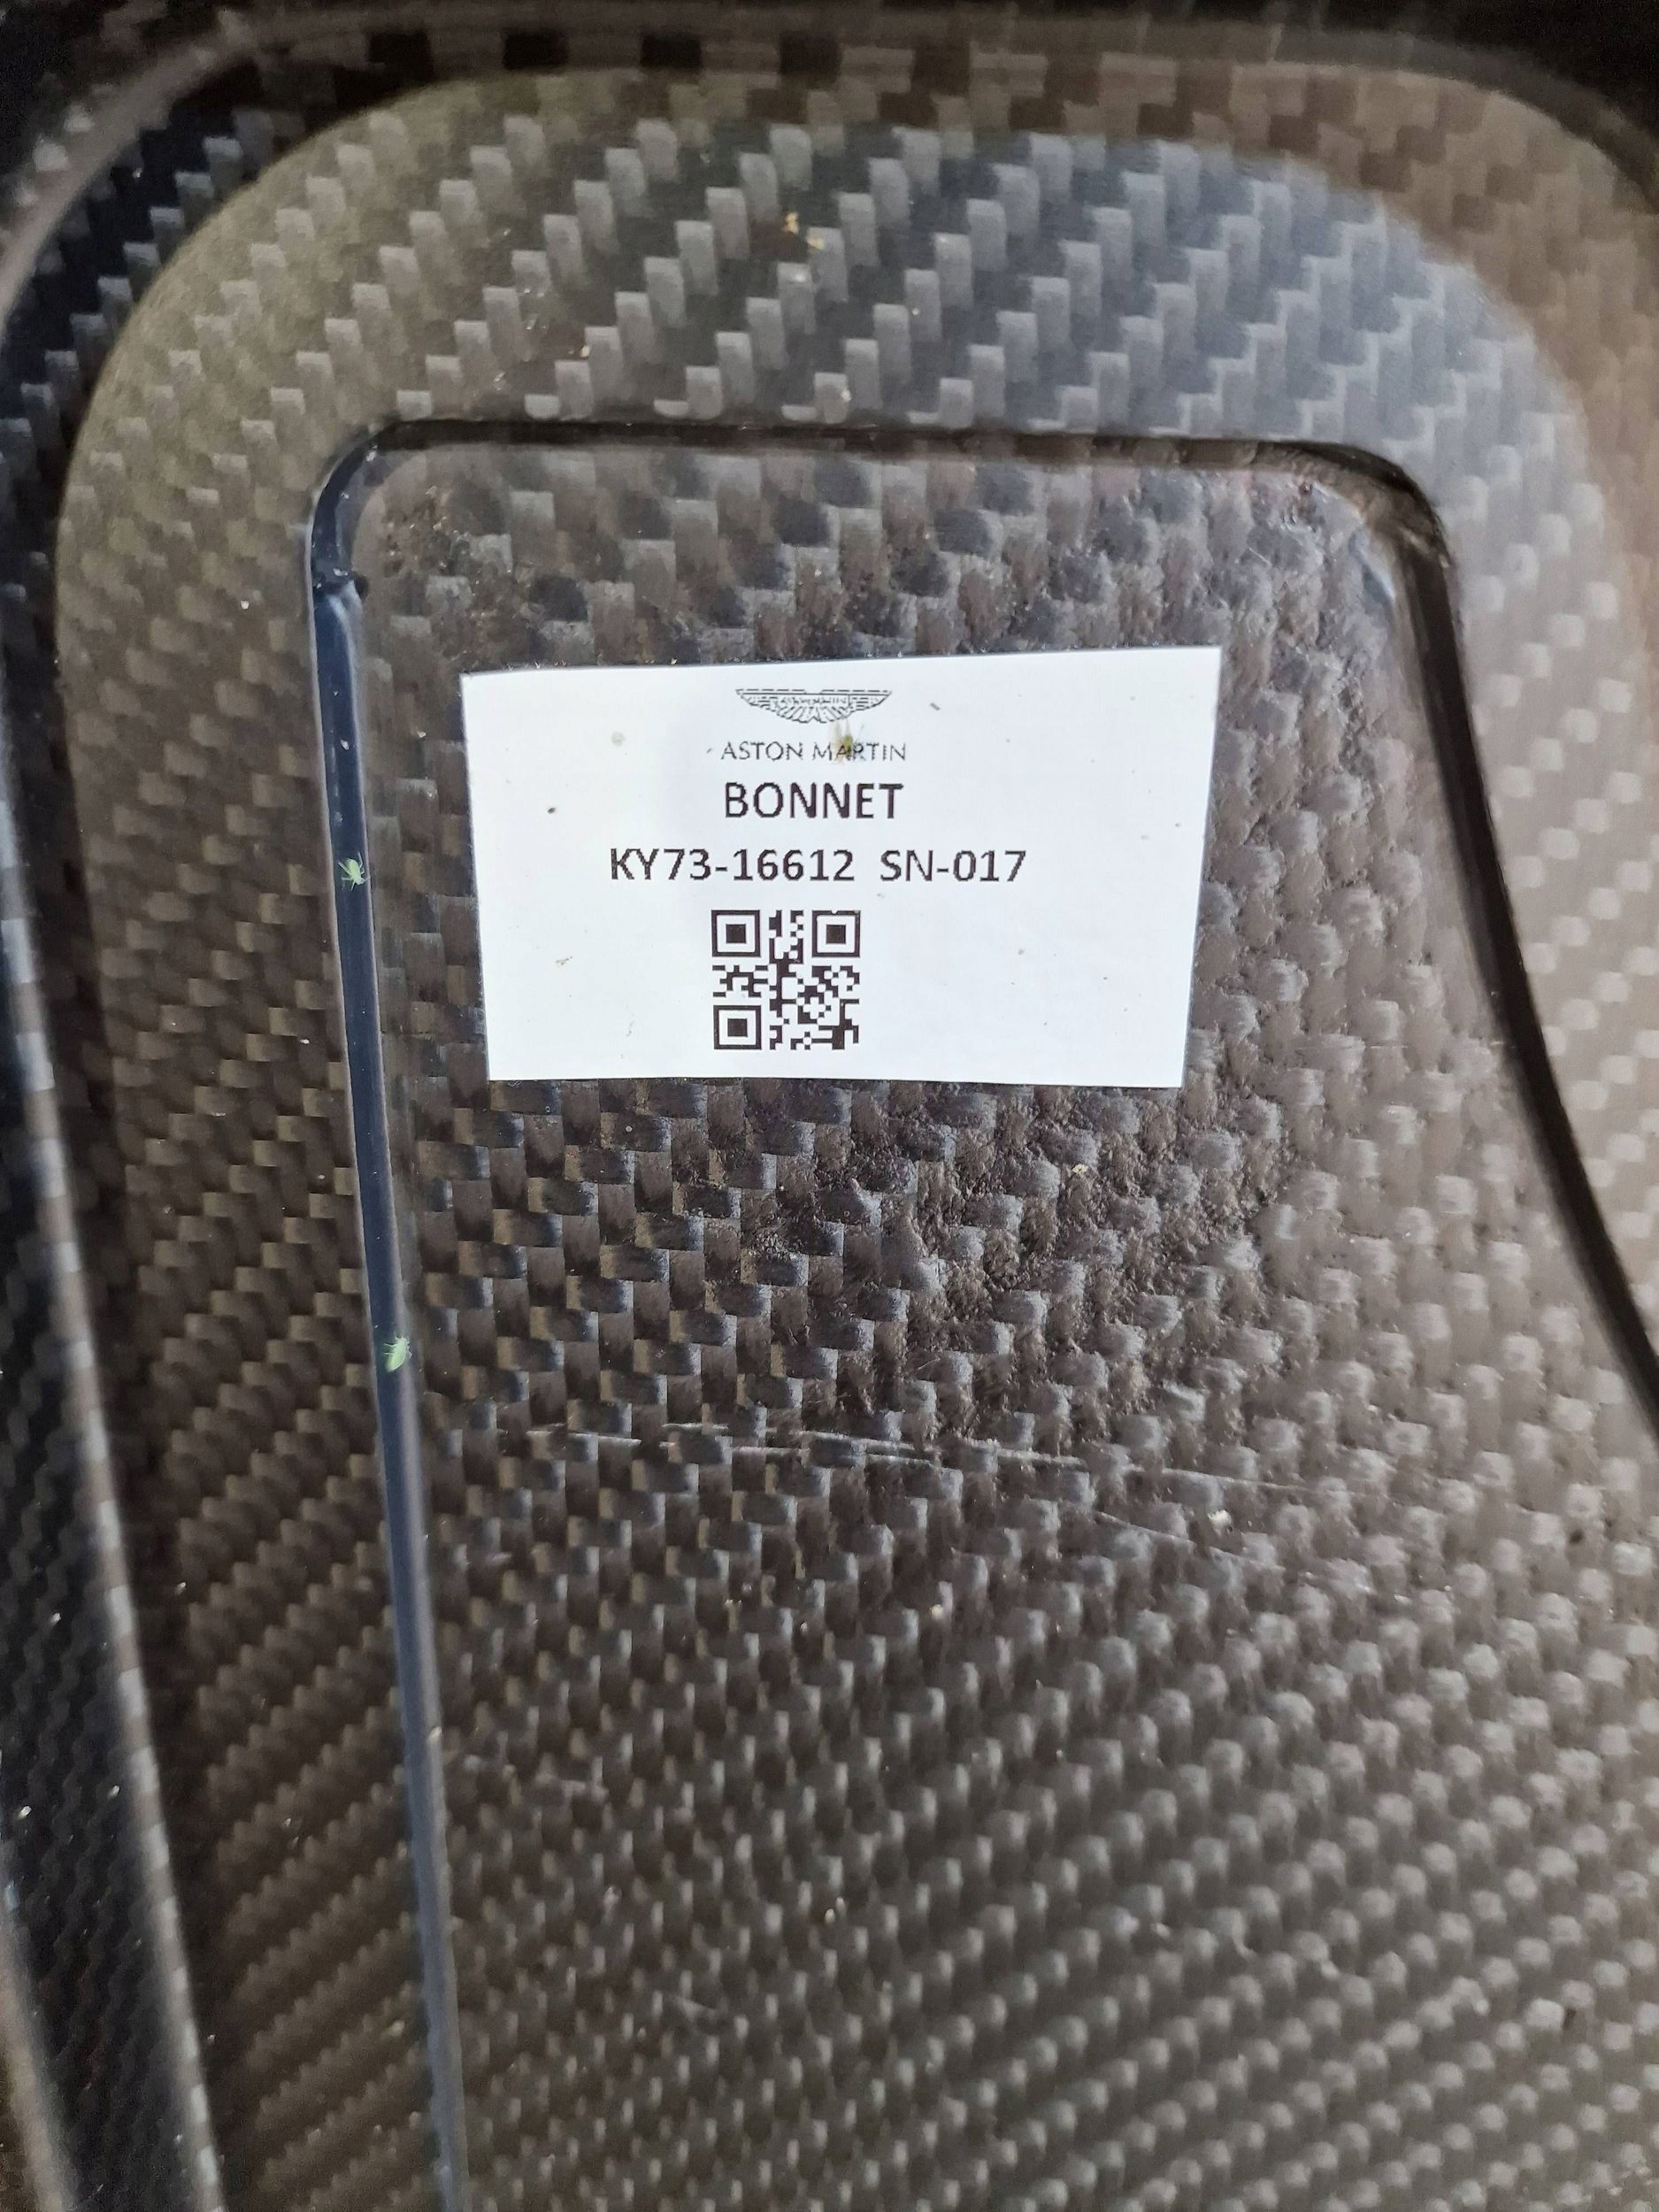 ASTON MARTIN
BONNET
KY73-16612 SN-017